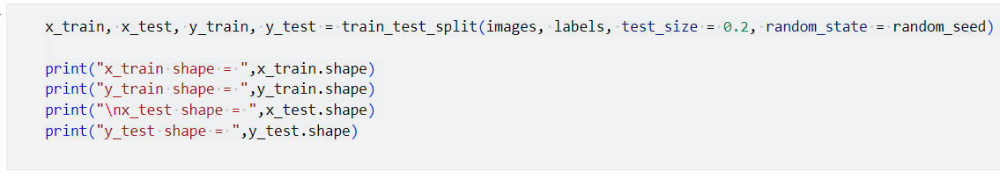 x_train, x_test, y_train, y_test = train_test_split(images, labels, test_size = 0.2, random_state = random_seed)
print("x_train shape = ",x_train.shape)
print("y_train shape = ",y_train.shape)
print("\nx_test shape = ",x_test.shape)
print("y_test shape = ",y_test.shape)